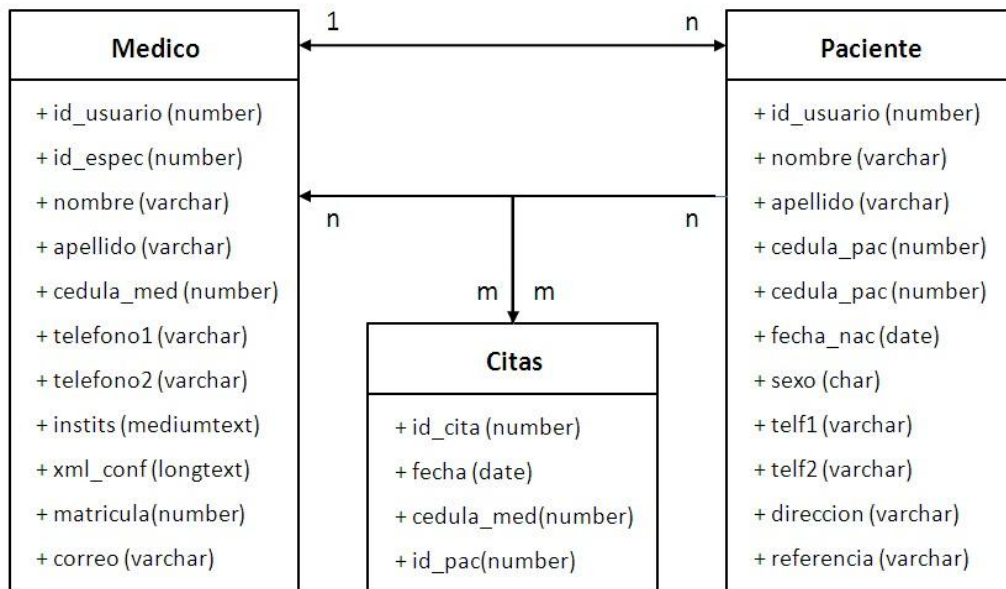 Medico
+ id_usuario (number)
+ id_espec (number)
+ nombre (varchar)
+ apellido (varchar)
+ cedula_med (number)
+ telefono1 (varchar)
+ telefono2 (varchar)
+ instits (mediumtext)
+ xml_conf (longtext)
+ matricula(number)
+ correo (varchar)
1 n
n n
m m
Citas
+ id_cita (number)
+ fecha (date)
+ cedula_med(number)
+ id_pac(number)
Paciente
+ id_usuario (number)
+ nombre (varchar)
+ apellido (varchar)
+ cedula_pac (number)
+ cedula_pac (number)
+ fecha_nac (date)
+ sexo (char)
+ telf1 (varchar)
+ telf2 (varchar)
+ direccion (varchar)
+ referencia (varchar)